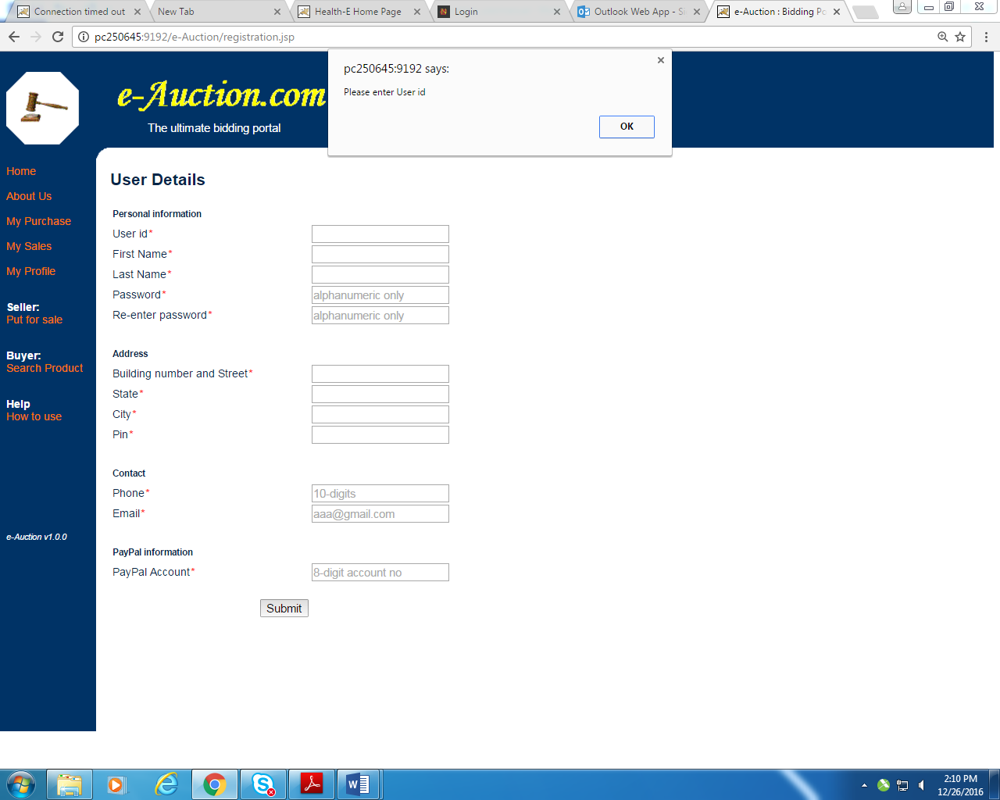 Connection timed out
New Tab
Health-E Home Page
Login
Outlook Web App - Si
e-Auction : Bidding Po
pc250645:9192/e-Auction/registration.jsp
pc250645:9192 says:
Please enter User id
OK
e-Auction.com
The ultimate bidding portal
Home
About Us
My Purchase
My Sales
My Profile
Seller:
Put for sale
Buyer:
Search Product
Help
How to use
e-Auction v1.0.0
User Details
Personal information
User id*
First Name*
Last Name*
Password* alphanumeric only
Re-enter password* alphanumeric only
Address
Building number and Street*
State*
City*
Pin*
Contact
Phone* 10-digits
Email* aaa@gmail.com
PayPal information
PayPal Account* 8-digit account no
Submit
2:10 PM
12/26/2016